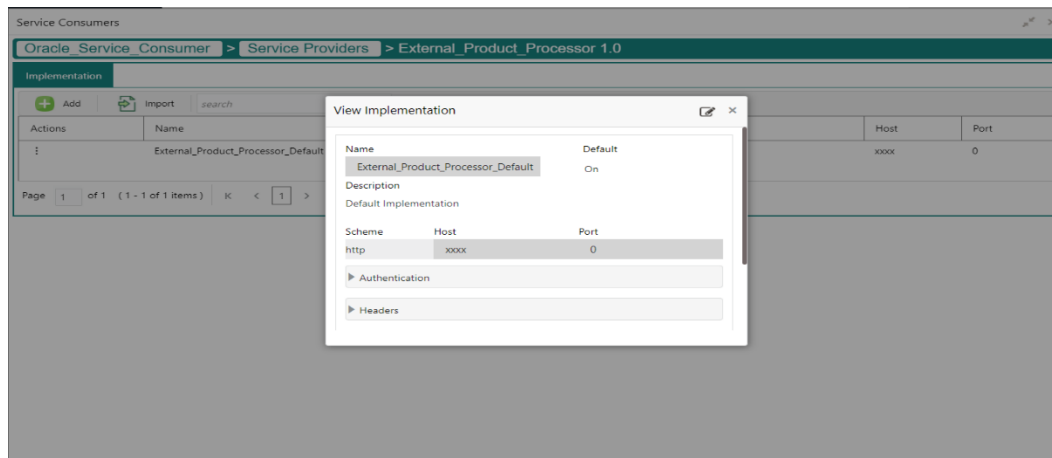 Service Consumers
Oracle_Service_Consumer > Service Providers > External_Product_Processor 1.0
Implementation
Add Import search
Actions Name Host Port
External_Product_Processor_Default xxxx 0
Page 1 of 1 (1 - 1 of 1 items) K < 1 >
View Implementation
Name Default
External_Product_Processor_Default On
Description
Default Implementation
Scheme Host Port
http xxxx 0
Authentication
Headers